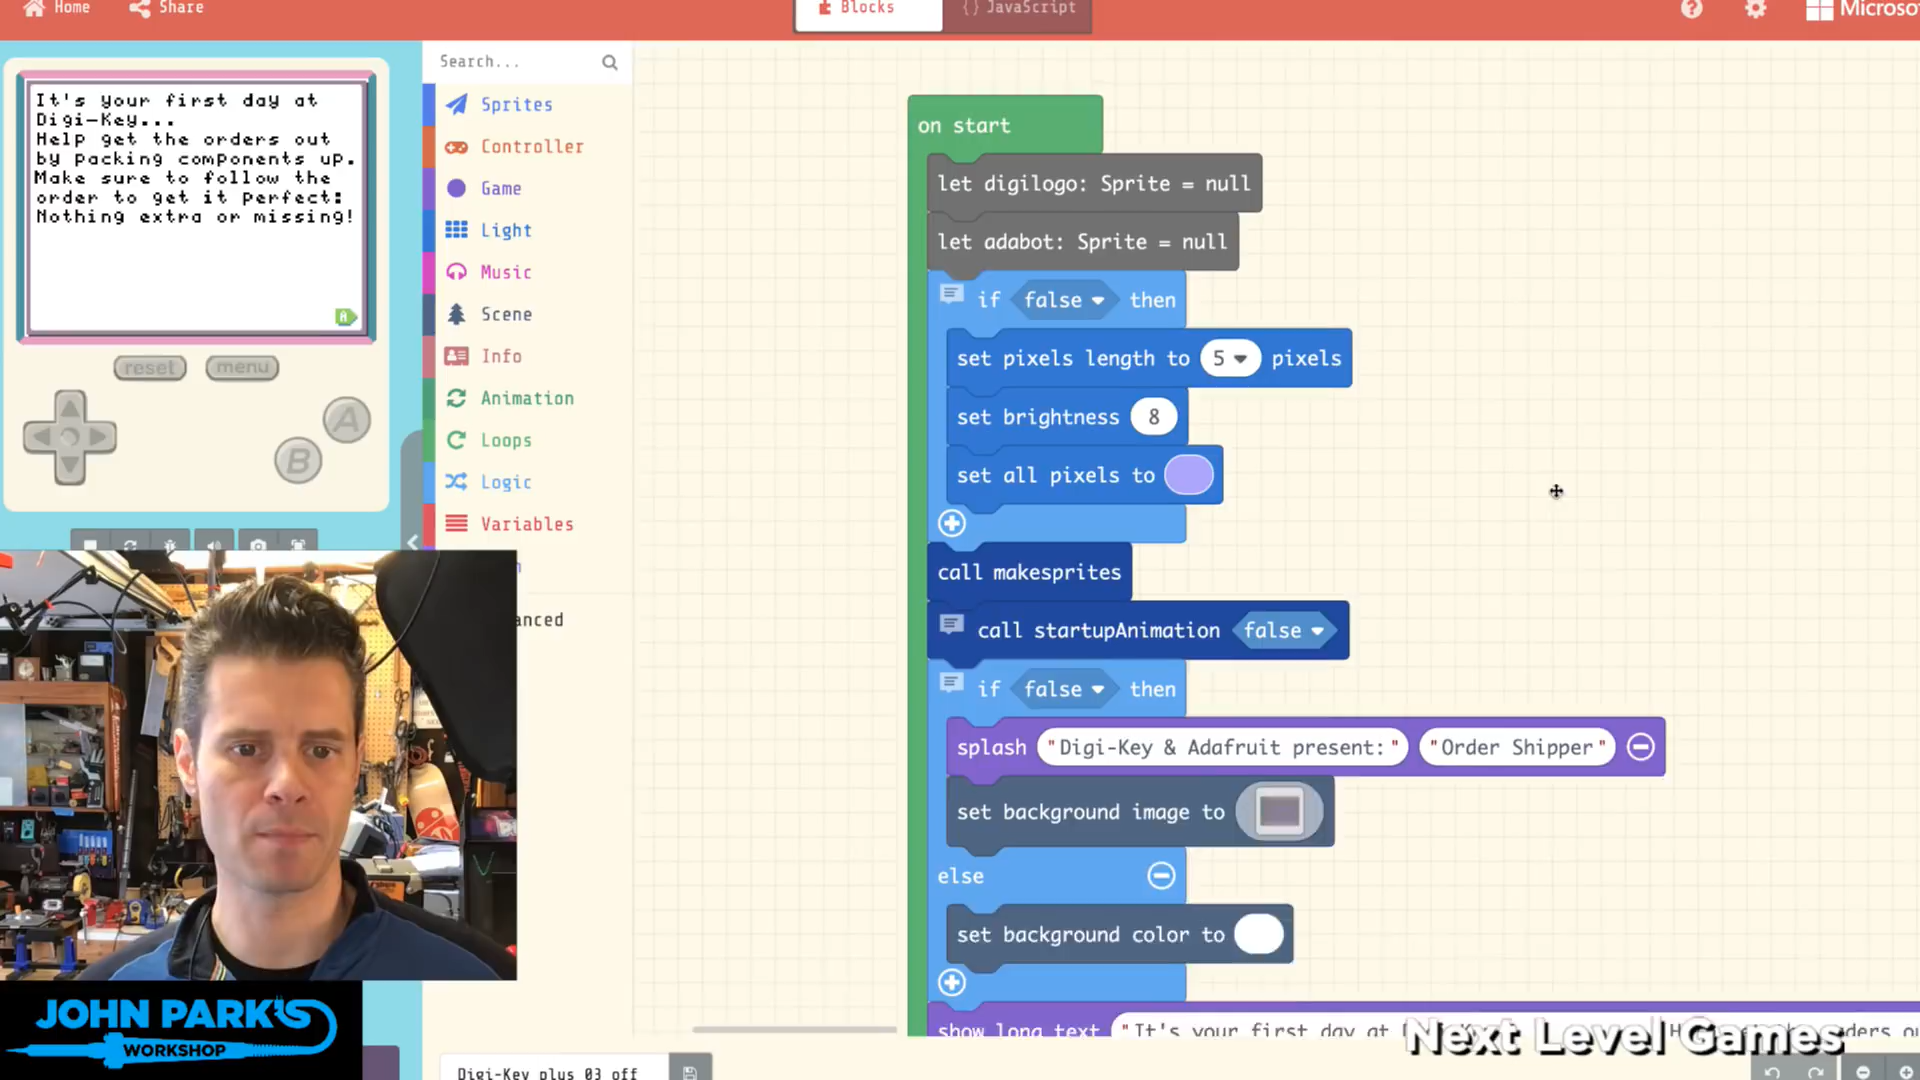 Home
Share
Blocks
{} JavaScript
Microso
It's your first day at
Digi-Key...
Help get the orders out
by packing components up.
Make sure to follow the
order to get it perfect:
Nothing extra or missing!
A
reset
menu
A
B
Search...
Sprites
Controller
Game
Light
Music
Scene
Info
Animation
Loops
Logic
Variables
anced
on start
let digilogo: Sprite = null
let adabot: Sprite = null
if false then
set pixels length to 5 pixels
set brightness 8
set all pixels to
call makesprites
call startupAnimation false
if false then
splash "Digi-Key & Adafruit present:" "Order Shipper"
set background image to
else
set background color to
show long text "It's your first day at
Next Level Games
JOHN PARK'S
WORKSHOP
Digi-Key plus 03 off